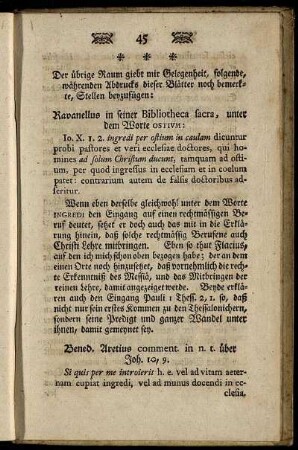 45
Der übrige Raum giebt mir Gelegenheit, folgende,
währenden Abdrucks dieser Blätter noch bemerk-
te, Stellen beyzufügen:
Ravanellus in seiner Bibliotheca sacra, unter
dem Worte OSTIVM:
Io. X. 1. 2. ingredi per ostium in caulam dicuntur
probi pastores et veri ecclesiae doctores, qui ho-
mines ad solum Christum ducunt, tamquam ad osti-
um, per quod ingressus in ecclesiam et in coelum
patet: contrarium autem de falsis doctoribus ad-
seritur.
Wenn eben derselbe gleichwohl unter dem Worte
INGREDI den Eingang auf einen rechtmäßigen Be-
ruf deutet, setzt er doch auch das mit in die Erklä-
rung hinein, daß solche rechtmäßig Berufene auch
Christi Lehre mitbringen. Eben so thut Flacius,
auf den ich mich schon oben bezogen habe; der an dem
einen Orte noch hinzusetzet, daß vornehmlich die rech-
te Erkenntniß des Meßiä, und das Mitbringen der
reinen Lehre, damit angezeiget werde. Beyde erklä-
ren auch den Eingang Pauli 1 Thess. 2, 1. so, daß
nicht nur sein erstes Kommen zu den Thessalonichern,
sondern seine Predigt und ganzer Wandel unter
ihnen, damit gemeynet sey.
Bened. Aretius comment. in n. t. über
Joh. 10, 9.
Si quis per me introieris h. e. vel ad vitam aeter-
nam cupiat ingredi, vel ad munus docendi in ec-
clesia.